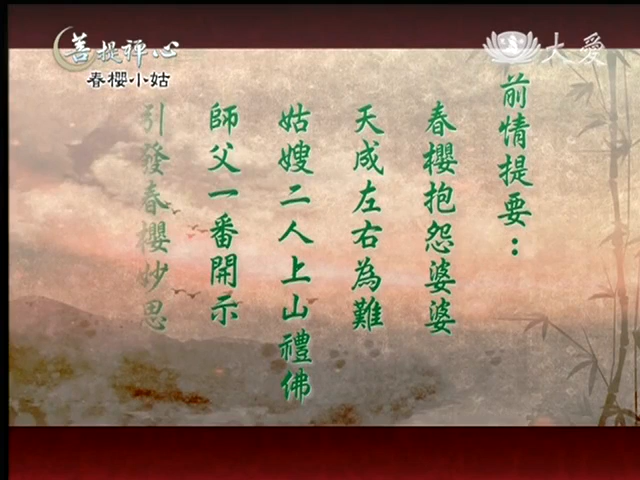 菩提禪心
春櫻小姑
大愛
前情提要：
春櫻抱怨婆婆
天成左右為難
姑嫂二人上山禮佛
師父一番開示
引發春櫻妙思